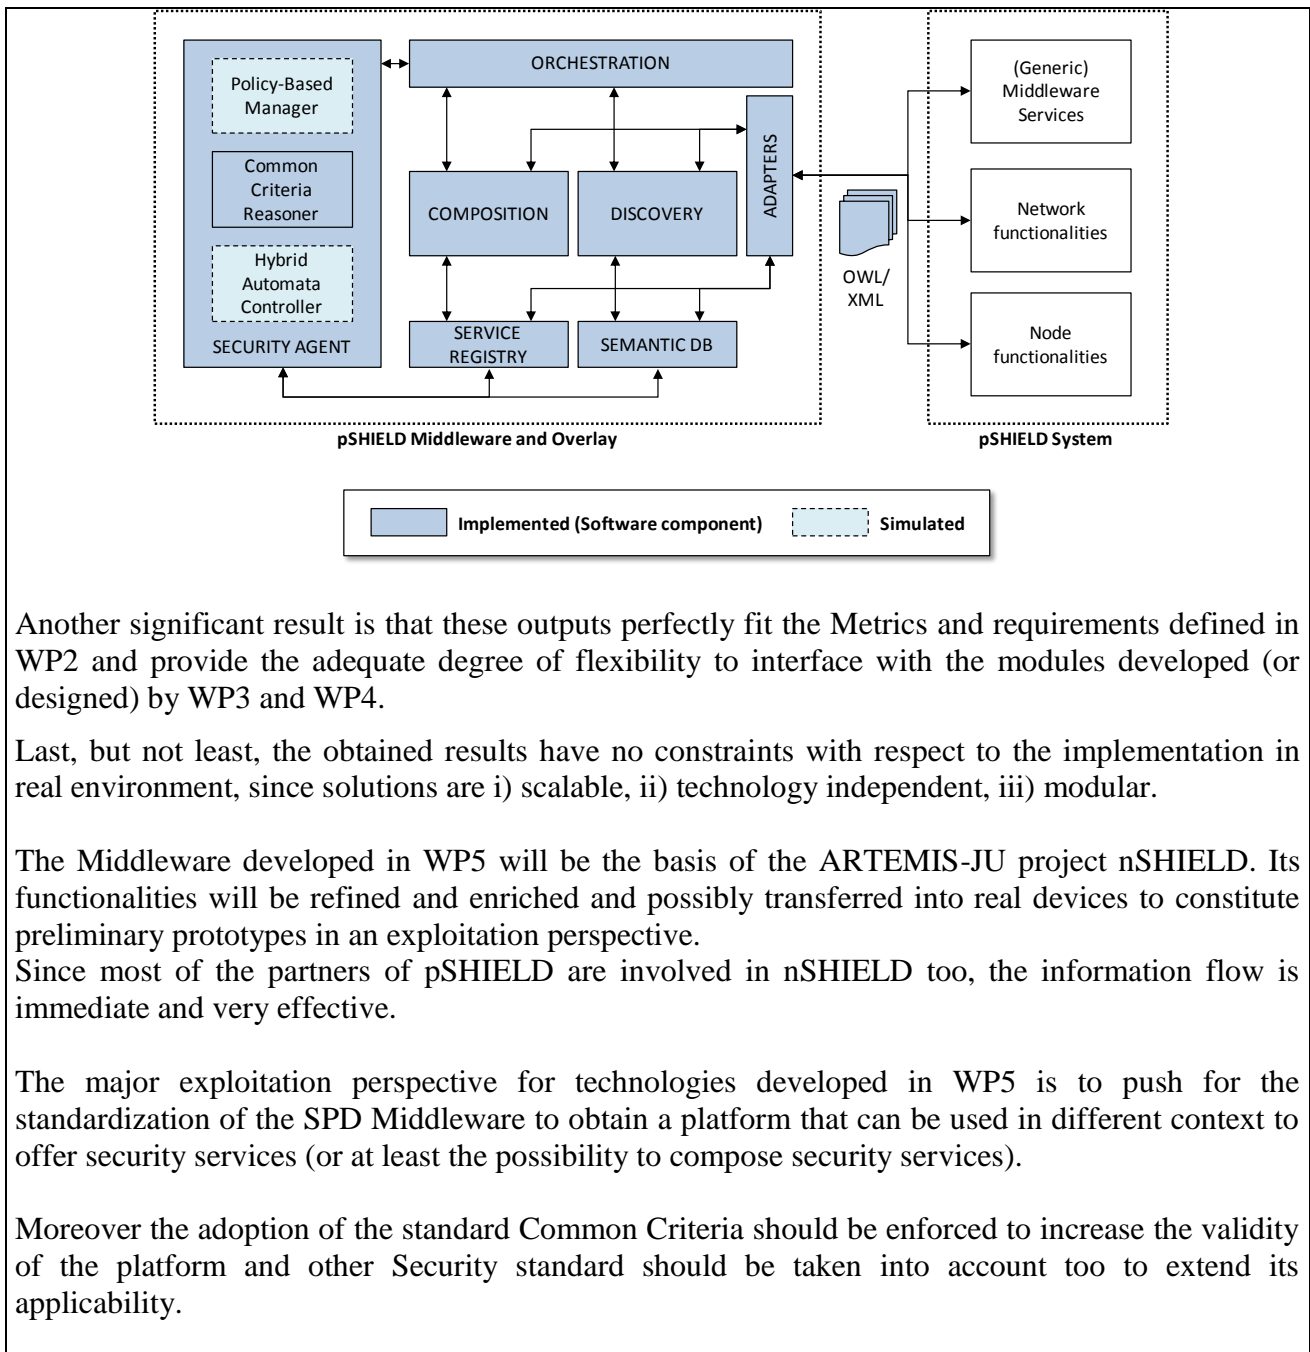 ORCHESTRATION
Policy-Based
Manager
Common
Criteria
Reasoner
Hybrid
Automata
Controller
SECURITY AGENT
COMPOSITION
DISCOVERY
ADAPTERS
SERVICE
REGISTRY
SEMANTIC DB
OWL/
XML
(Generic)
Middleware
Services
Network
functionalities
Node
functionalities
pSHIELD Middleware and Overlay
pSHIELD System
Implemented (Software component)
Simulated
Another significant result is that these outputs perfectly fit the Metrics and requirements defined in
WP2 and provide the adequate degree of flexibility to interface with the modules developed (or
designed) by WP3 and WP4.
Last, but not least, the obtained results have no constraints with respect to the implementation in
real environment, since solutions are i) scalable, ii) technology independent, iii) modular.
The Middleware developed in WP5 will be the basis of the ARTEMIS-JU project nSHIELD. Its
functionalities will be refined and enriched and possibly transferred into real devices to constitute
preliminary prototypes in an exploitation perspective.
Since most of the partners of pSHIELD are involved in nSHIELD too, the information flow is
immediate and very effective.
The major exploitation perspective for technologies developed in WP5 is to push for the
standardization of the SPD Middleware to obtain a platform that can be used in different context to
offer security services (or at least the possibility to compose security services).
Moreover the adoption of the standard Common Criteria should be enforced to increase the validity
of the platform and other Security standard should be taken into account too to extend its
applicability.